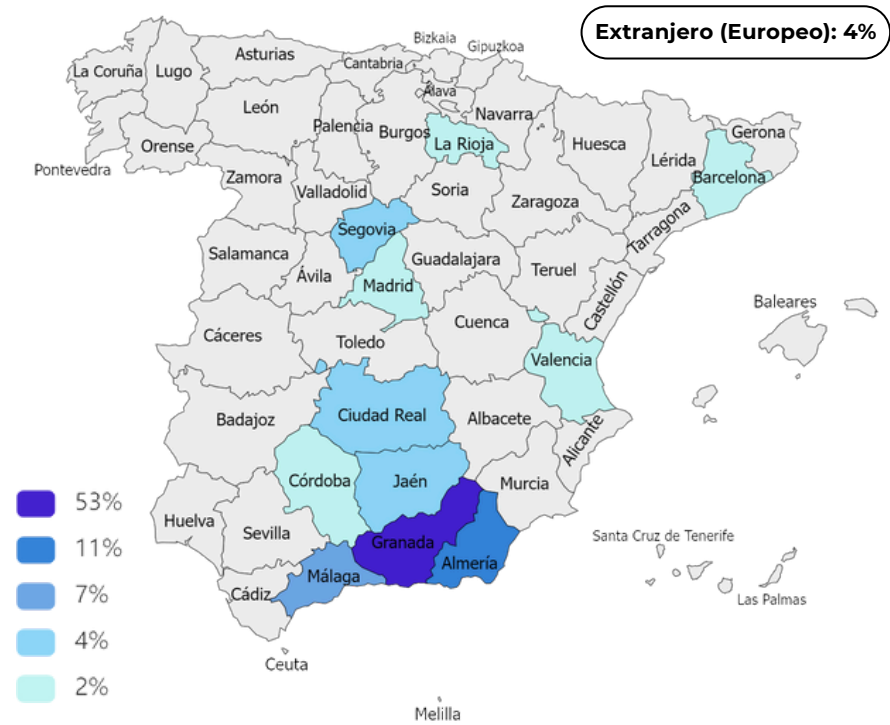 Extranjero (Europeo): 4%
Bizkaia
Gipuzkoa
Asturias
Cantabria
La Coruña
Lugo
Álava
León
Navarra
Palencia
Burgos
La Rioja
Huesca
Gerona
Orense
Lérida
Pontevedra
Zamora
Valladolid
Soria
Barcelona
Zaragoza
Segovia
Tarragona
Salamanca
Ávila
Guadalajara
Teruel
Madrid
Castellón
Baleares
Cáceres
Toledo
Cuenca
Valencia
Badajoz
Ciudad Real
Albacete
Alicante
Córdoba
Jaén
Murcia
Huelva
Sevilla
Granada
Almería
Málaga
Cádiz
Santa Cruz de Tenerife
Las Palmas
Ceuta
Melilla
53%
11%
7%
4%
2%